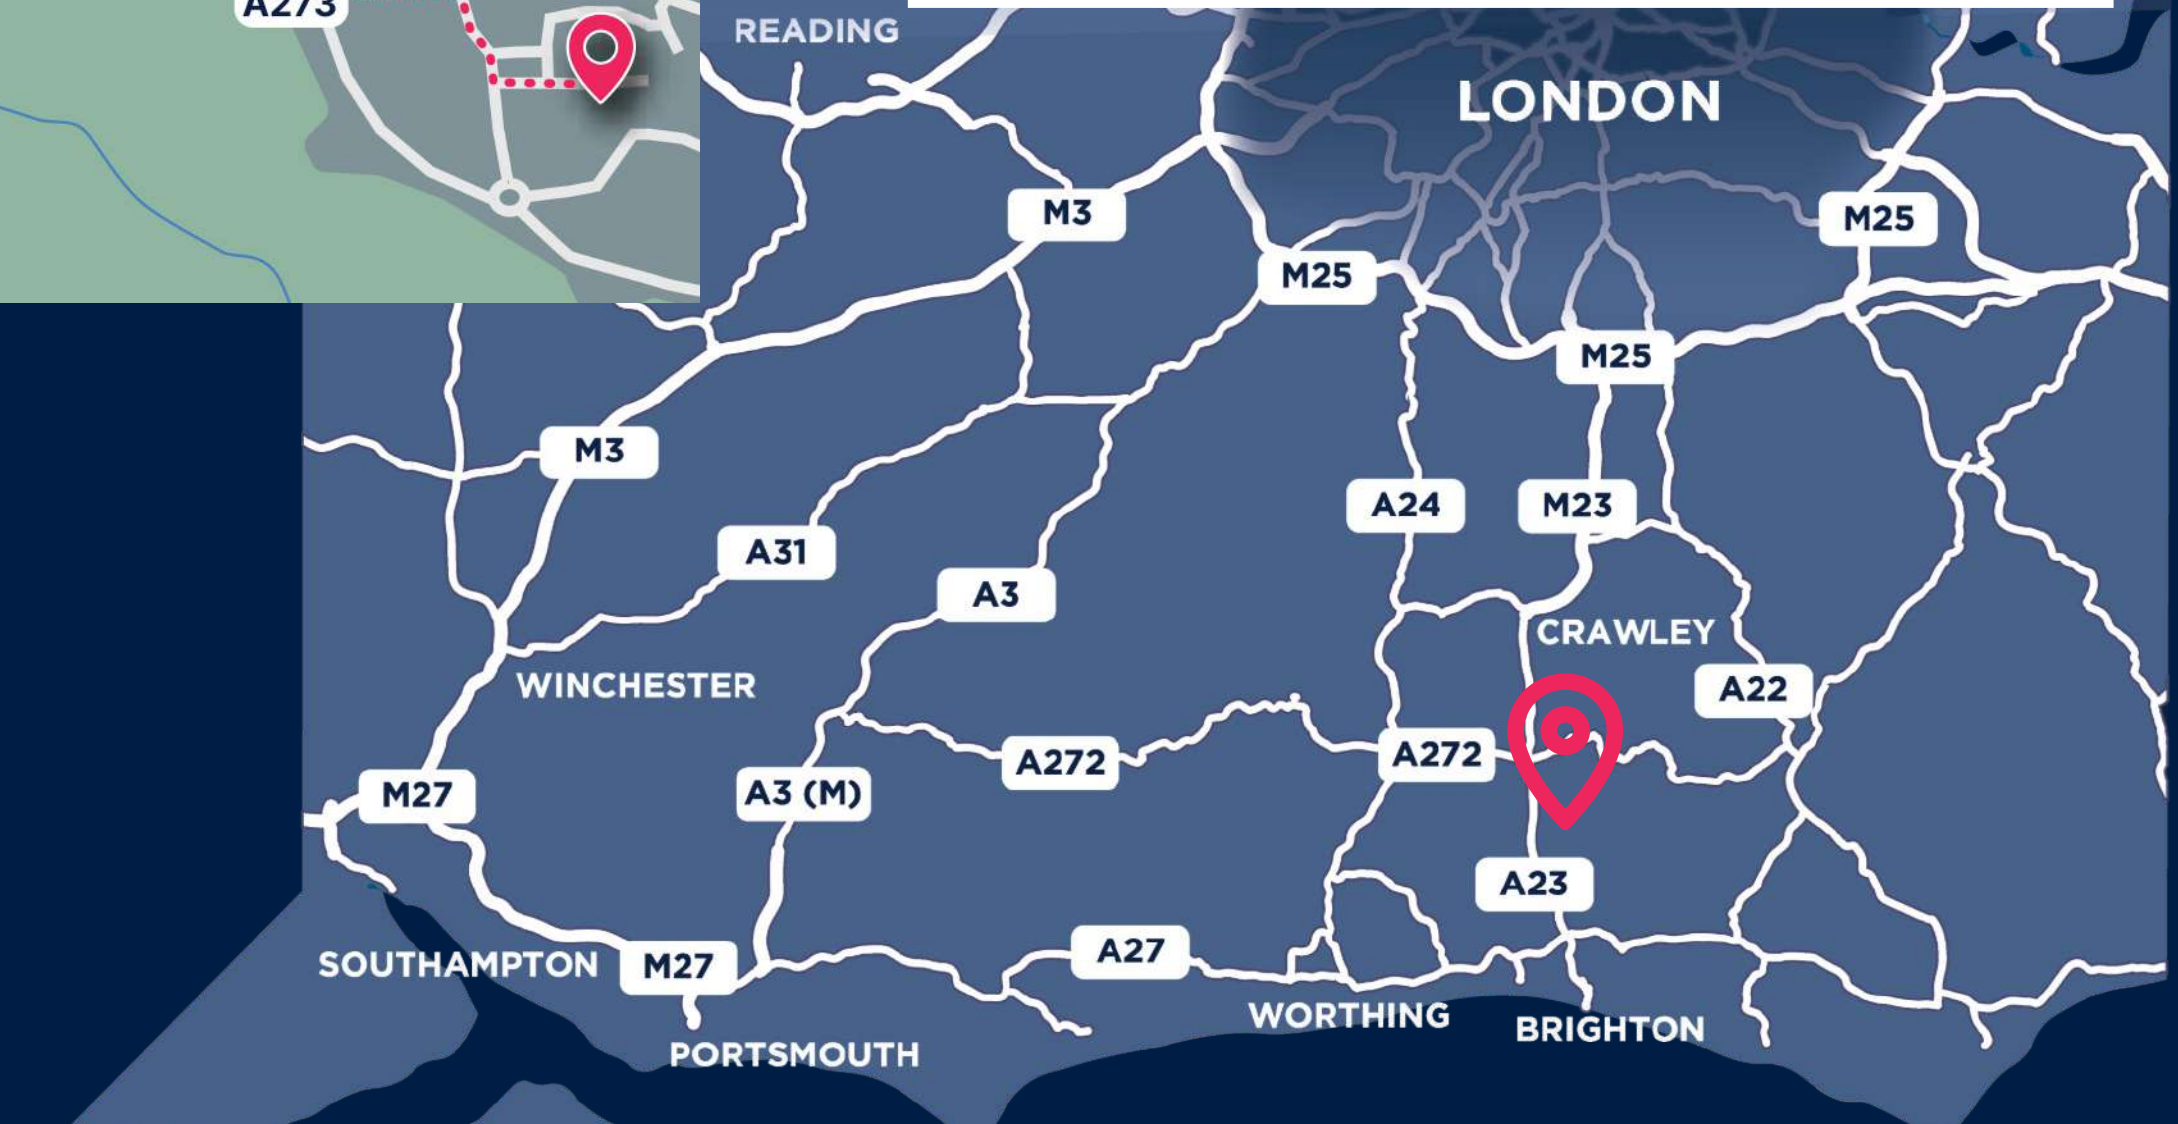 A273
READING
LONDON
M3
M25
M25
M25
M3
A24
M23
A31
A3
CRAWLEY
WINCHESTER
A22
A272
A272
M27
A3 (M)
A23
A27
SOUTHAMPTON
M27
WORTHING
BRIGHTON
PORTSMOUTH